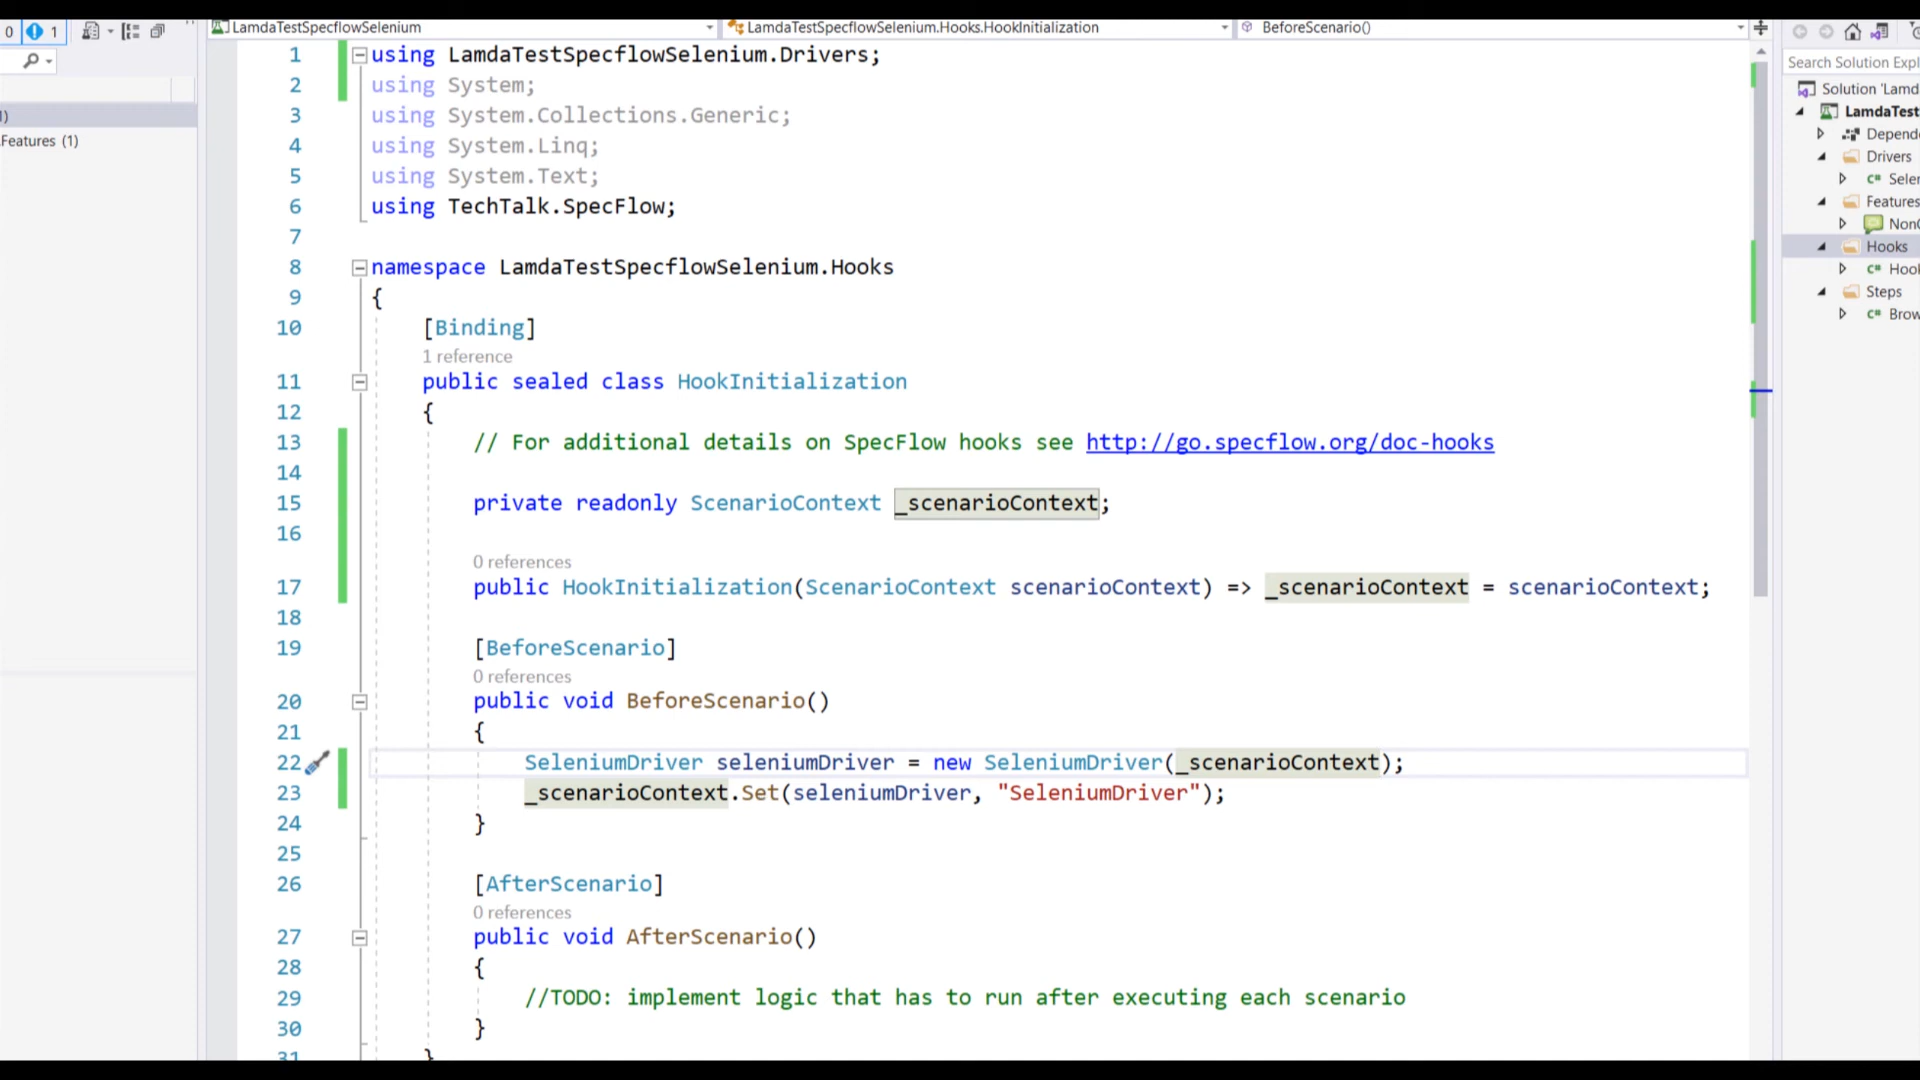 0 1
LamdaTestSpecflowSelenium
LamdaTestSpecflowSelenium.Hooks.HookInitialization
BeforeScenario()
Features (1)
1 using LamdaTestSpecflowSelenium.Drivers;
2 using System;
3 using System.Collections.Generic;
4 using System.Linq;
5 using System.Text;
6 using TechTalk.SpecFlow;
7
8 namespace LamdaTestSpecflowSelenium.Hooks
9 {
10 [Binding]
1 reference
11 public sealed class HookInitialization
12 {
13 // For additional details on SpecFlow hooks see http://go.specflow.org/doc-hooks
14
15 private readonly ScenarioContext _scenarioContext;
16
0 references
17 public HookInitialization(ScenarioContext scenarioContext) => _scenarioContext = scenarioContext;
18
19 [BeforeScenario]
0 references
20 public void BeforeScenario()
21 {
22 SeleniumDriver seleniumDriver = new SeleniumDriver(_scenarioContext);
23 _scenarioContext.Set(seleniumDriver, "SeleniumDriver");
24 }
25
26 [AfterScenario]
0 references
27 public void AfterScenario()
28 {
29 //TODO: implement logic that has to run after executing each scenario
30 }
31 }
Search Solution Expl
Solution 'Lamd
LamdaTest
Depend
Drivers
C# Seler
Features
Hooks
C# Hook
Steps
C# Brow